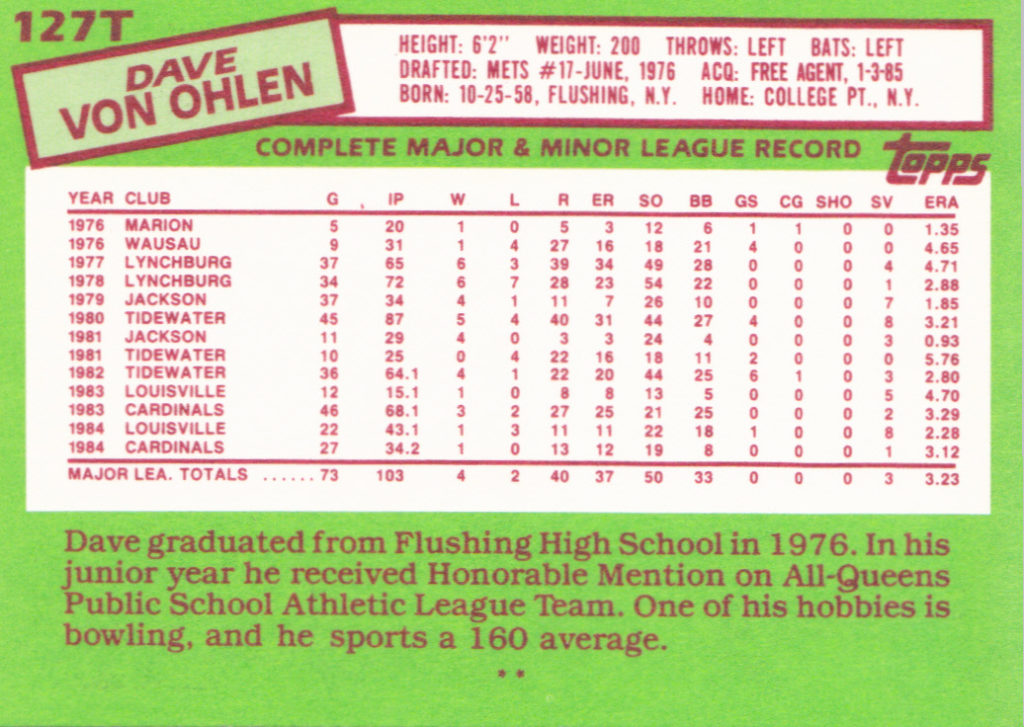 127T
DAVE
VON OHLEN
HEIGHT: 6'2" WEIGHT: 200 THROWS: LEFT BATS: LEFT
DRAFTED: METS #17-JUNE, 1976 ACQ: FREE AGENT, 1-3-85
BORN: 10-25-58, FLUSHING, N.Y. HOME: COLLEGE PT., N.Y.
COMPLETE MAJOR & MINOR LEAGUE RECORD
TOPPS
YEAR CLUB G IP W L R ER SO BB GS CG SHO SV ERA
1976 MARION 5 20 1 0 5 3 12 6 1 1 0 0 1.35
1976 WAUSAU 9 31 1 4 27 16 18 21 4 0 0 0 4.65
1977 LYNCHBURG 37 65 6 3 39 34 49 28 0 0 0 4 4.71
1978 LYNCHBURG 34 72 6 7 28 23 54 22 0 0 0 1 2.88
1979 JACKSON 37 34 4 1 11 7 26 10 0 0 0 7 1.85
1980 TIDEWATER 45 87 5 4 40 31 44 27 4 0 0 8 3.21
1981 JACKSON 11 29 4 0 3 3 24 4 0 0 0 3 0.93
1981 TIDEWATER 10 25 0 4 22 16 18 11 2 0 0 0 5.76
1982 TIDEWATER 36 64.1 4 1 22 20 44 25 6 1 0 3 2.80
1983 LOUISVILLE 12 15.1 1 0 8 8 13 5 0 0 0 5 4.70
1983 CARDINALS 46 68.1 3 2 27 25 21 25 0 0 0 2 3.29
1984 LOUISVILLE 22 43.1 1 3 11 11 22 18 1 0 0 8 2.28
1984 CARDINALS 27 34.2 1 0 13 12 19 8 0 0 0 1 3.12
MAJOR LEA. TOTALS ...... 73 103 4 2 40 37 50 33 0 0 0 3 3.23
Dave graduated from Flushing High School in 1976. In his
junior year he received Honorable Mention on All-Queens
Public School Athletic League Team. One of his hobbies is
bowling, and he sports a 160 average.
* *